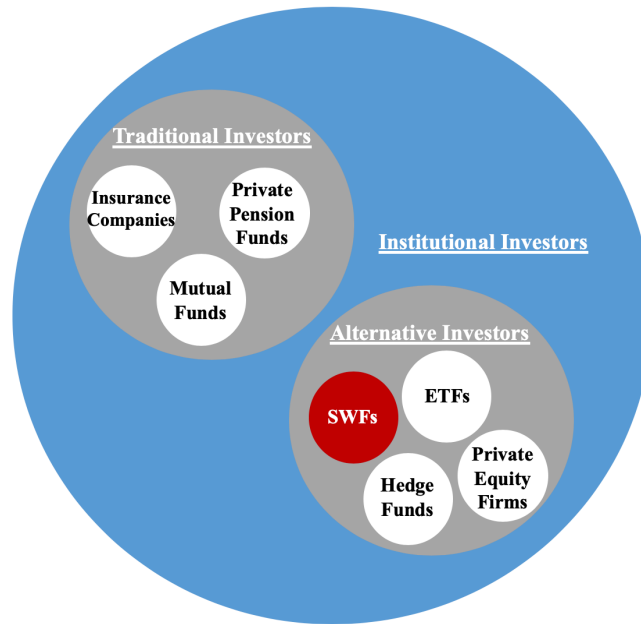 Traditional Investors
Insurance
Companies
Private
Pension
Funds
Mutual
Funds
Institutional Investors
Alternative Investors
SWFs
ETFs
Hedge
Funds
Private
Equity
Firms